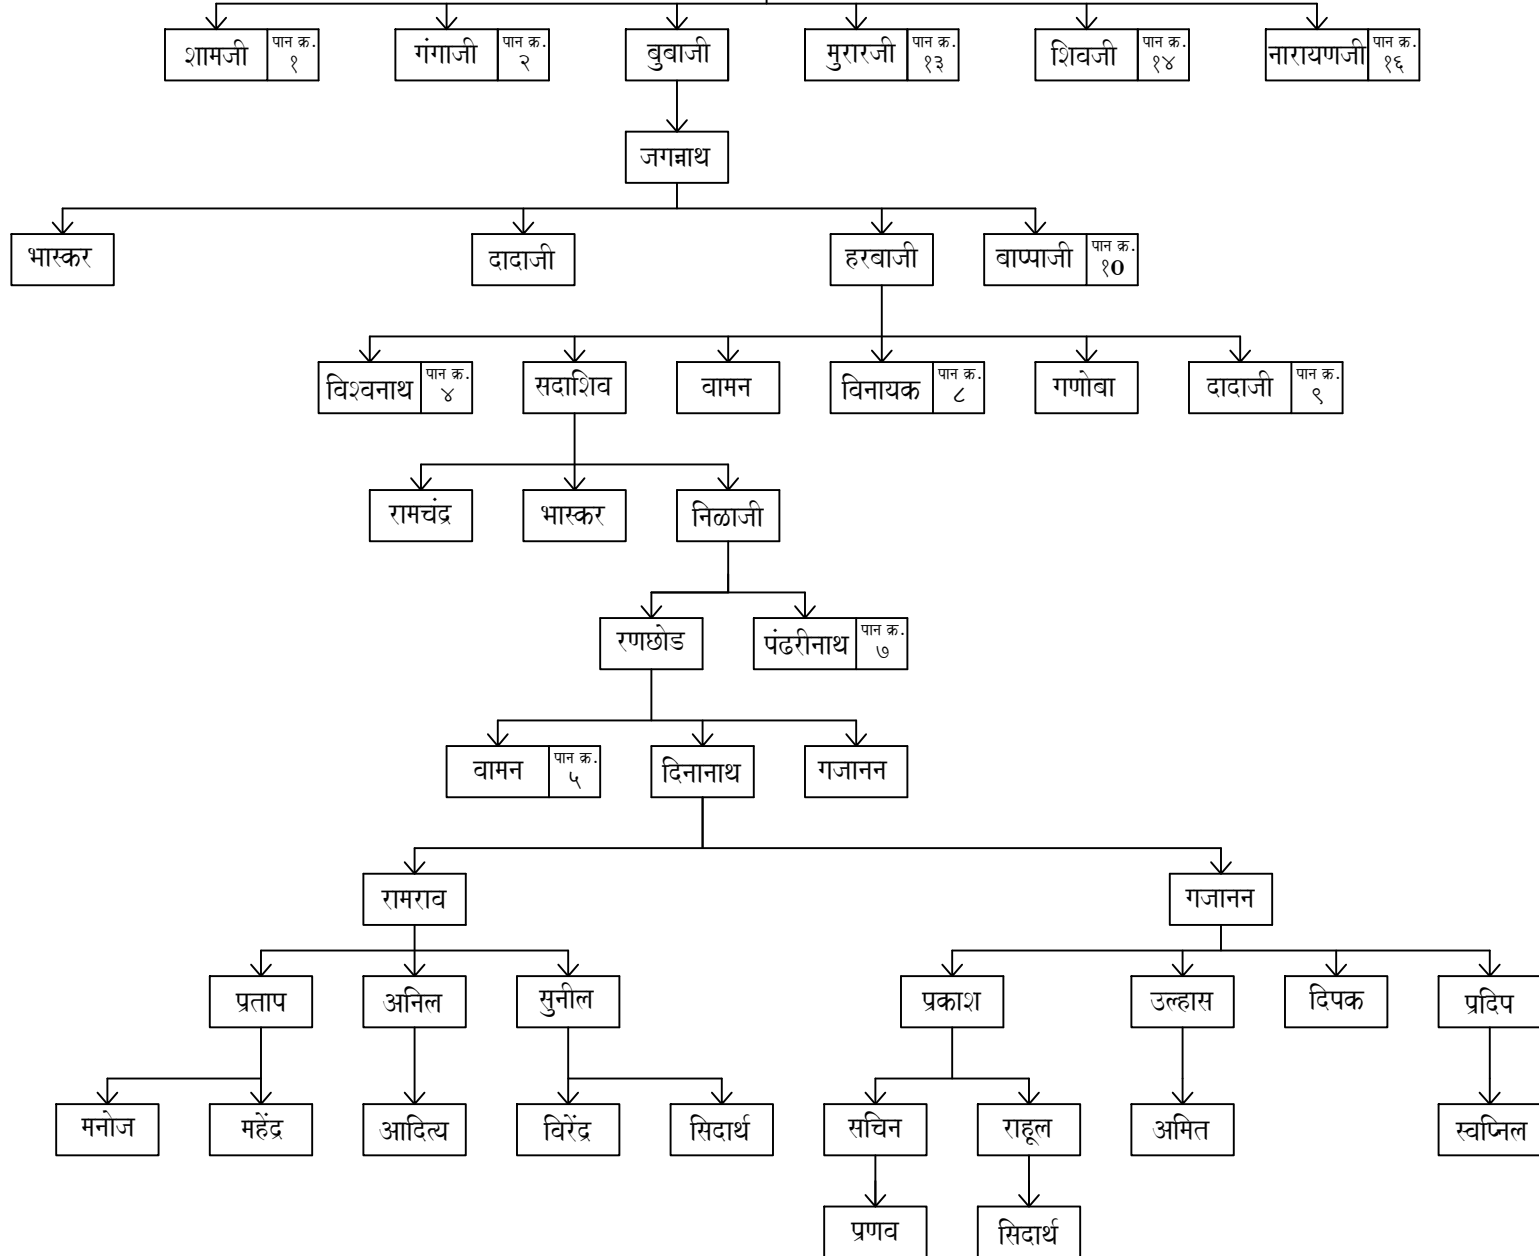 शामजी पान क्र. १ गंगाजी पान क्र. २ बुबाजी मुरारजी पान क्र. १३ शिवजी पान क्र. १४ नारायणजी पान क्र. १६
जगन्नाथ
भास्कर दादाजी हरबाजी बाप्पाजी पान क्र. १0
विश्वनाथ पान क्र. ४ सदाशिव वामन विनायक पान क्र. ८ गणोबा दादाजी पान क्र. ९
रामचंद्र भास्कर निळाजी
रणछोड पंढरीनाथ पान क्र. ७
वामन पान क्र. ५ दिनानाथ गजानन
रामराव गजानन
प्रताप अनिल सुनील प्रकाश उल्हास दिपक प्रदिप
मनोज महेंद्र आदित्य विरेंद्र सिदार्थ सचिन राहूल अमित स्वप्निल
प्रणव सिदार्थ